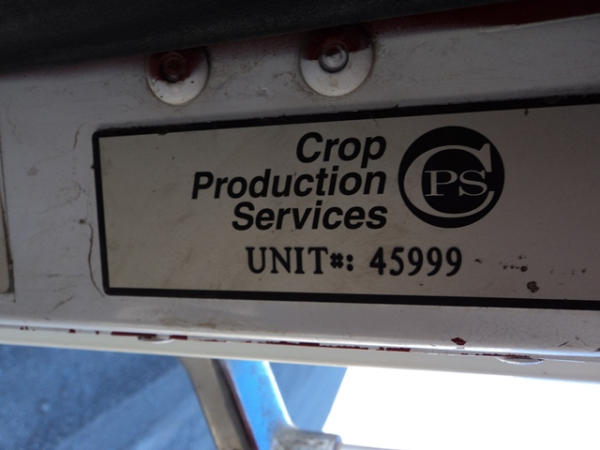 Crop
Production
Services
CPS
UNIT#: 45999